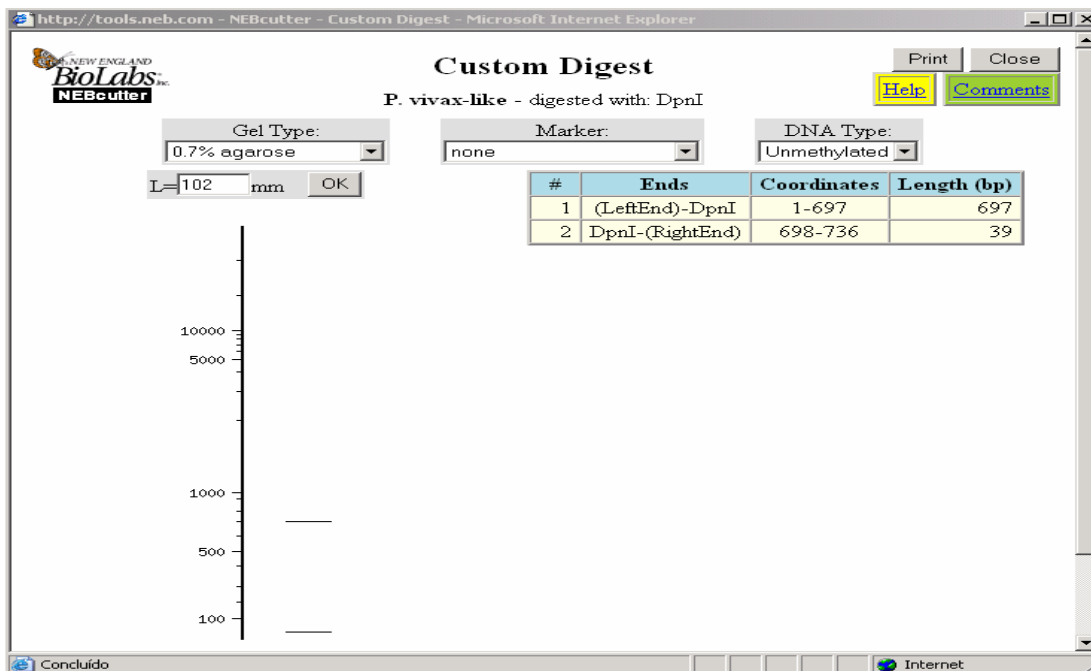 http://tools.neb.com - NEBcutter - Custom Digest - Microsoft Internet Explorer
NEW ENGLAND
BioLabs Inc.
NEBcutter
Custom Digest
P. vivax-like - digested with: DpnI
Print Close
Help Comments
Gel Type: Marker: DNA Type:
0.7% agarose none Unmethylated
L= 102 mm OK
# Ends Coordinates Length (bp)
1 (LeftEnd)-DpnI 1-697 697
2 DpnI-(RightEnd) 698-736 39
10000
5000
1000
500
100
Concluído Internet